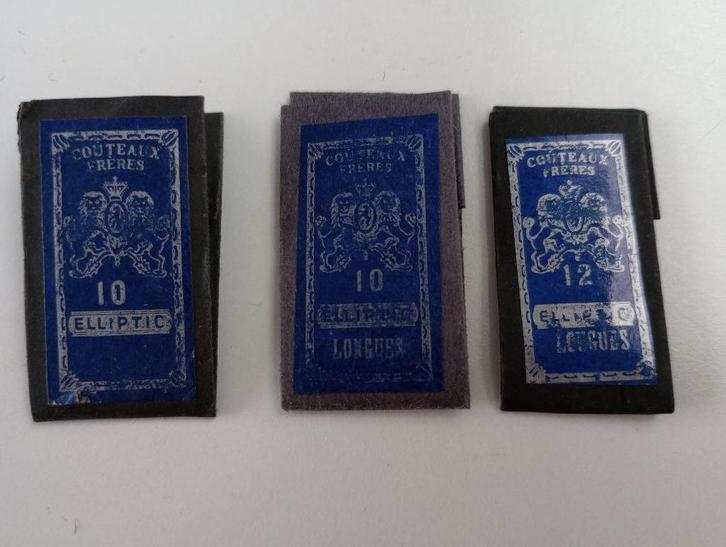 COUTEAUX
FRERES
10
ELLIPTIC
COUTEAUX
FRERES
10
ELLIPTIC
LONGUES
COUTEAUX
FRERES
12
ELLIPTIC
LONGUES